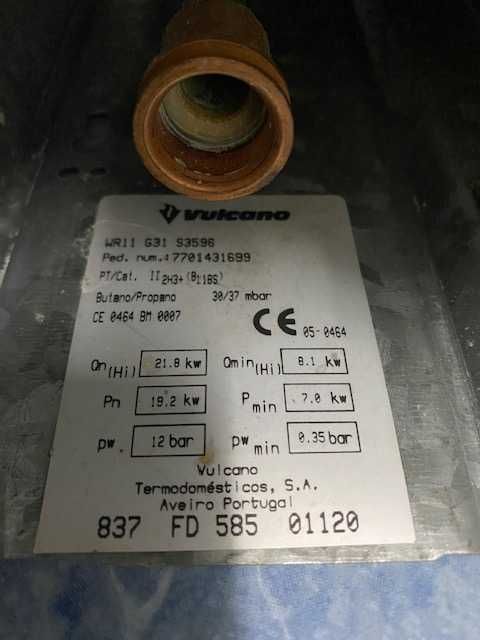 Vulcano
WR11 G31 S3596
Ped. num.:7701431699
PT/Cat. II2H3+ (B11BS)
Butano/Propano 30/37 mbar
CE 0464 BM 0007
CE 05-0464
Qn(Hi) 21.8 kw Qmin(Hi) 8.1 kw
Pn 19.2 kw Pmin 7.0 kw
pw. 12 bar pw min 0.35 bar
Vulcano
Termodomésticos, S.A.
Aveiro Portugal
837 FD 585 01120